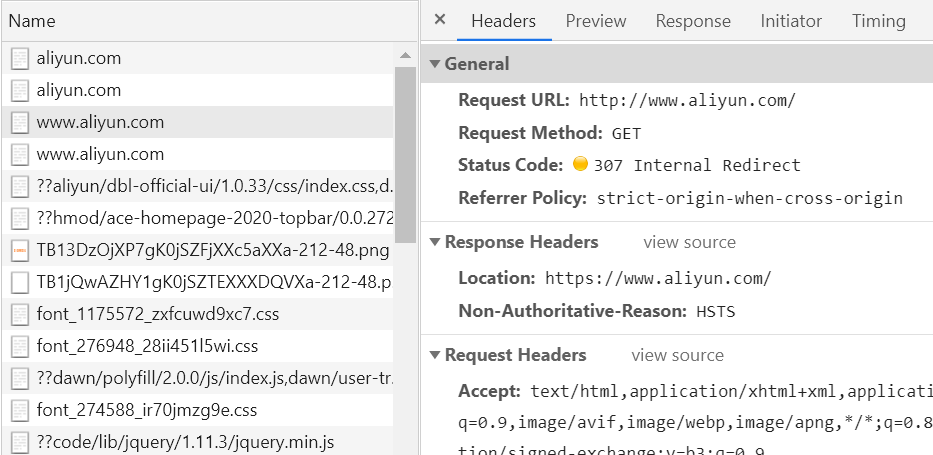 Name
aliyun.com
aliyun.com
www.aliyun.com
www.aliyun.com
??aliyun/dbl-official-ui/1.0.33/css/index.css,d.
??hmod/ace-homepage-2020-topbar/0.0.272
TB13DzOjXP7gK0jSZFjXXc5aXXa-212-48.png
TB1jQwAZHY1gK0jSZTEXXXDQVXa-212-48.p
font_1175572_zxfcuwd9xc7.css
font_276948_28ii451l5wi.css
??dawn/polyfill/2.0.0/js/index.js,dawn/user-tr.
font_274588_ir70jmzg9e.css
??code/lib/jquery/1.11.3/jquery.min.js
× Headers Preview Response Initiator Timing
General
Request URL: http://www.aliyun.com/
Request Method: GET
Status Code: 307 Internal Redirect
Referrer Policy: strict-origin-when-cross-origin
Response Headers view source
Location: https://www.aliyun.com/
Non-Authoritative-Reason: HSTS
Request Headers view source
Accept: text/html,application/xhtml+xml,applicati
q=0.9,image/avif,image/webp,image/apng,*/*;q=0.8
tion/signed-exchange;v=b3;q=0.9